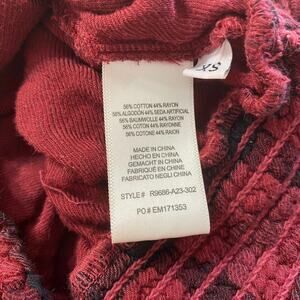 XS
56% COTTON 44% RAYON
56% ALGODÓN 44% SEDA ARTIFICIAL
56% BAUMWOLLE 44% RAYON
56% COTON 44% RAYONNE
56% COTONE 44% RAION
MADE IN CHINA
HECHO EN CHINA
GEMACHT IN CHINA
FABRIQUÉ EN CHINE
FABRICATO NEGLI CHINA
STYLE# R9686-A23-302
PO# EM171353